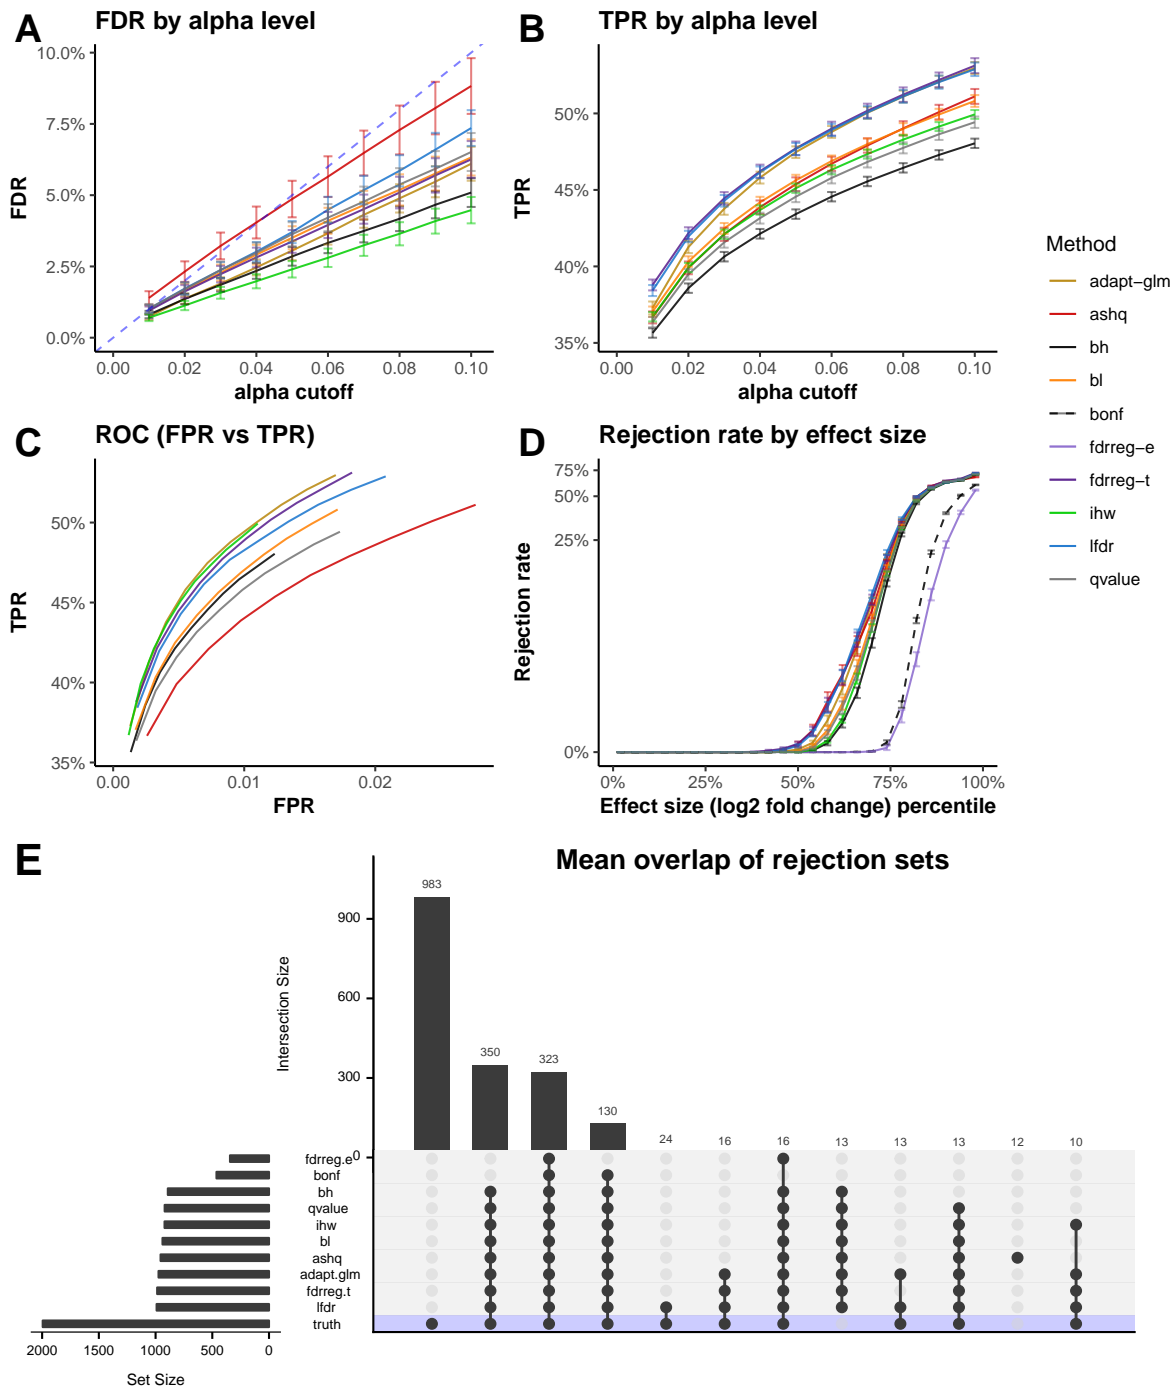 A
FDR by alpha level
10.0%
7.5%
5.0%
2.5%
0.0%
FDR
0.00
0.02
0.04
0.06
0.08
0.10
alpha cutoff
B
TPR by alpha level
50%
45%
40%
35%
TPR
0.00
0.02
0.04
0.06
0.08
0.10
alpha cutoff
Method
adapt−glm
ashq
bh
bl
bonf
fdrreg−e
fdrreg−t
ihw
lfdr
qvalue
C
ROC (FPR vs TPR)
50%
45%
40%
35%
TPR
0.00
0.01
0.02
FPR
D
Rejection rate by effect size
75%
50%
25%
0%
Rejection rate
0%
25%
50%
75%
100%
Effect size (log2 fold change) percentile
E
Mean overlap of rejection sets
Intersection Size
900
600
300
0
983
350
323
130
24
16
16
13
13
13
12
10
fdrreg.e
bonf
bh
qvalue
ihw
bl
ashq
adapt.glm
fdrreg.t
lfdr
truth
2000
1500
1000
500
0
Set Size